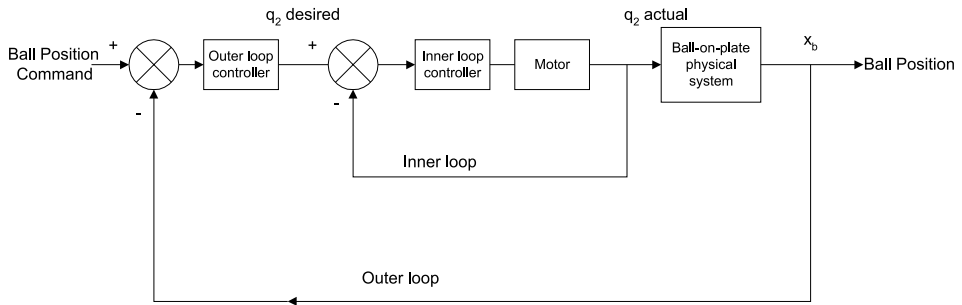 q2 desired
q2 actual
Ball Position
Command
+
-
Outer loop
controller
+
-
Inner loop
controller
Motor
Ball-on-plate
physical
system
xb
Ball Position
Inner loop
Outer loop